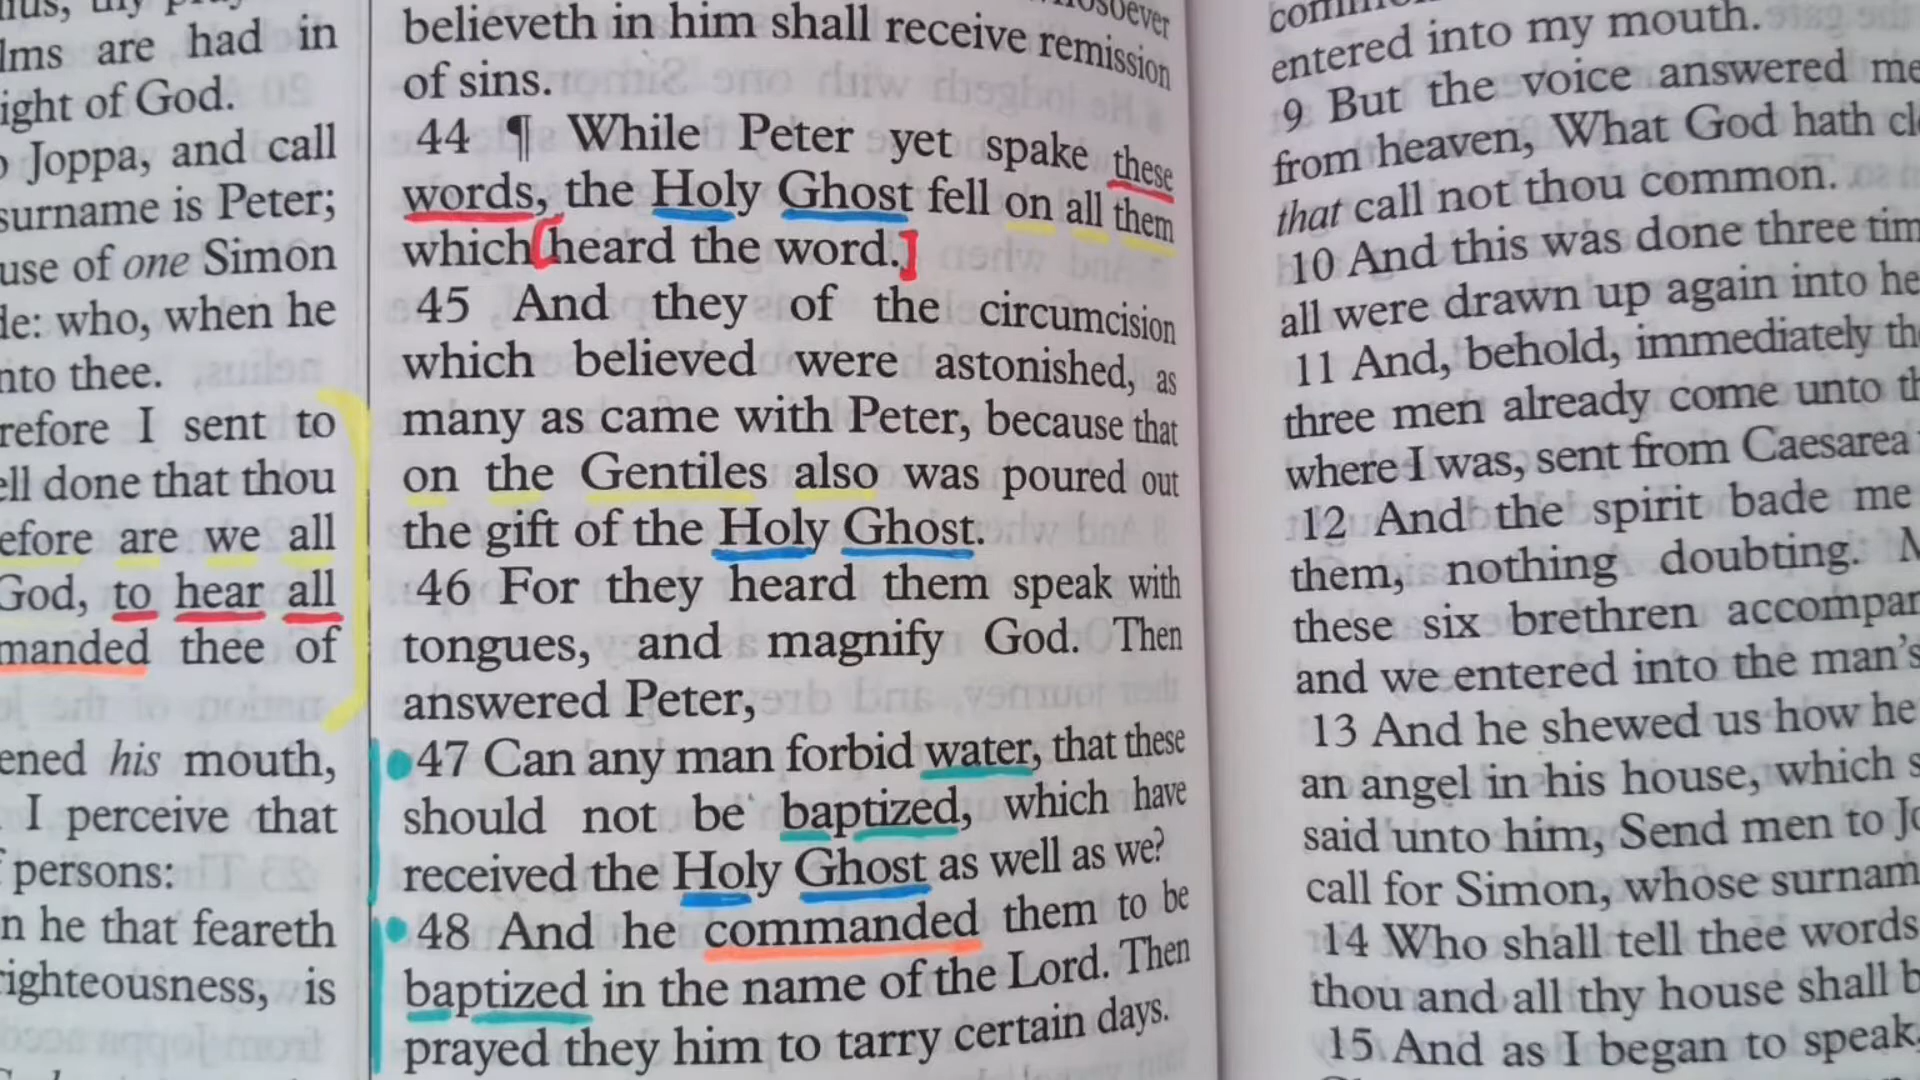 lms are had in
ight of God.
Joppa, and call
surname is Peter;
use of one Simon
who, when he
thee.
I sent to
done that thou
are we all
God, to hear all
thee of
his mouth,
I perceive that
persons:
he that feareth
is
believeth in him shall receive remission
of sins.
44 ¶ While Peter yet spake these
words, the Holy Ghost fell on all them
which [heard the word.]
45 And they of the circumcision
which believed were astonished, as
many as came with Peter, because that
on the Gentiles also was poured out
the gift of the Holy Ghost.
46 For they heard them speak with
tongues, and magnify God. Then
answered Peter,
47 Can any man forbid water, that these
should not be baptized, which have
received the Holy Ghost as well as we?
48 And he commanded them to be
baptized in the name of the Lord. Then
prayed they him to tarry certain days.
entered into my mouth.
9 But the voice answered me
from heaven, What God hath cl
that call not thou common.
10 And this was done three tim
all were drawn up again into he
11 And, behold, immediately th
three men already come unto th
where I was, sent from Caesarea
12 And the spirit bade me
them, nothing doubting. M
these six brethren accompan
and we entered into the man's
13 And he shewed us how he
an angel in his house, which s
said unto him, Send men to Jo
call for Simon, whose surnam
14 Who shall tell thee words
thou and all thy house shall b
15 And as I began to speak,